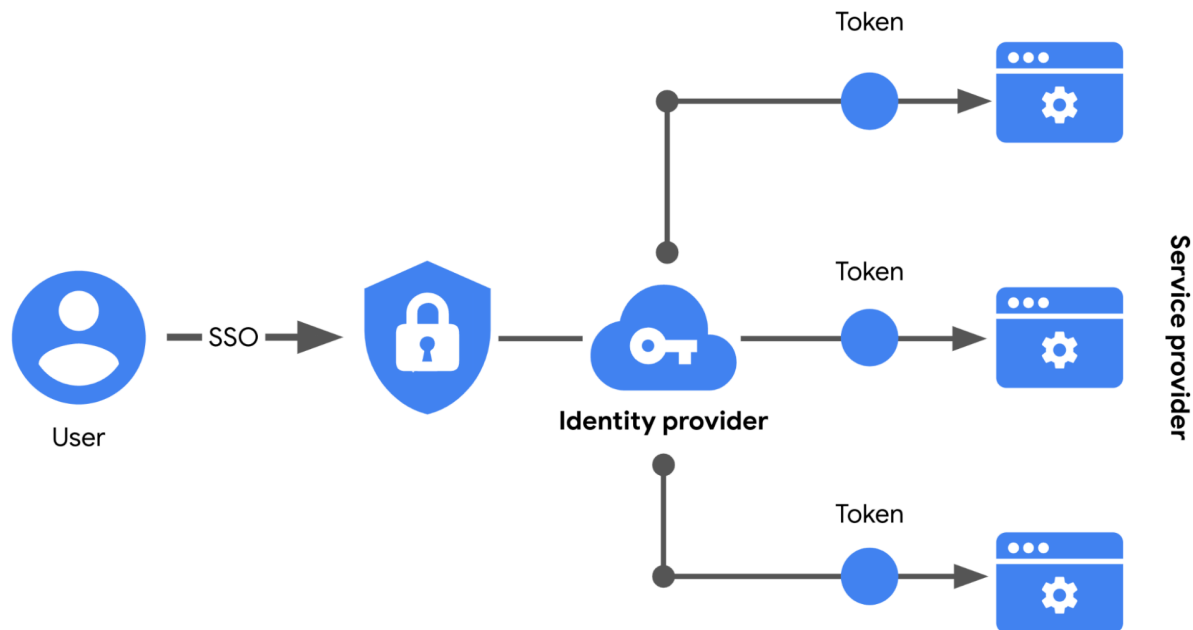 Token
SSO
User
Token
Identity provider
Service provider
Token